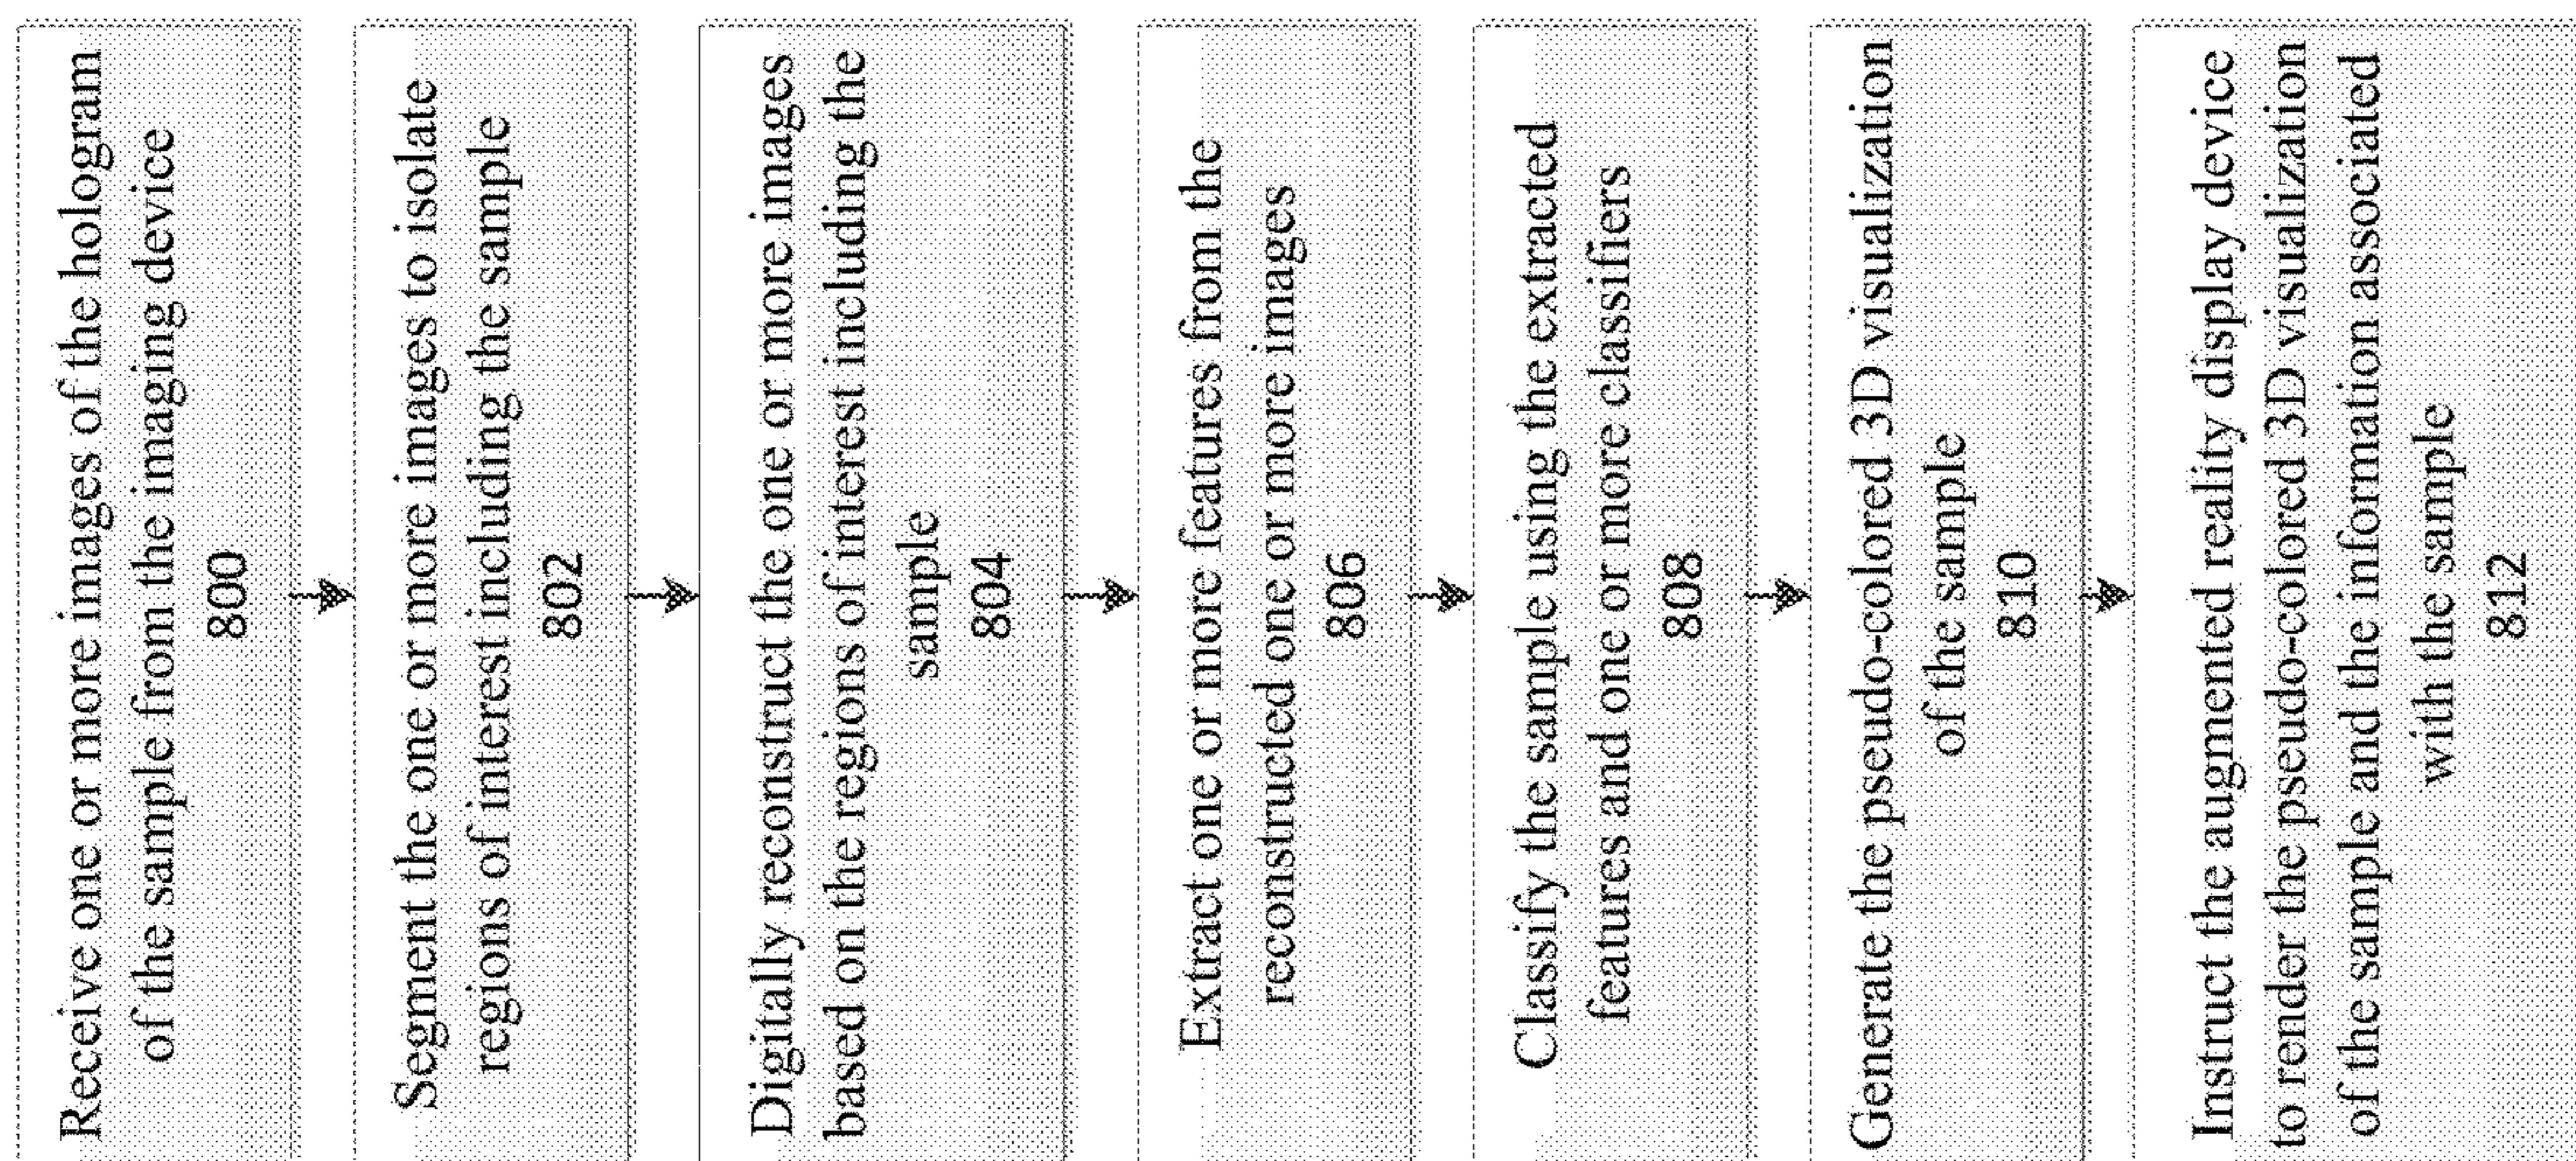 Receive one or more images of the hologram
of the sample from the imaging device
800
Segment the one or more images to isolate
regions of interest including the sample
802
Digitally reconstruct the one or more images
based on the regions of interest including the
sample
804
Extract one or more features from the
reconstructed one or more images
806
Classify the sample using the extracted
features and one or more classifiers
808
Generate the pseudo-colored 3D visualization
of the sample
810
Instruct the augmented reality display device
to render the pseudo-colored 3D visualization
of the sample and the information associated
with the sample
812